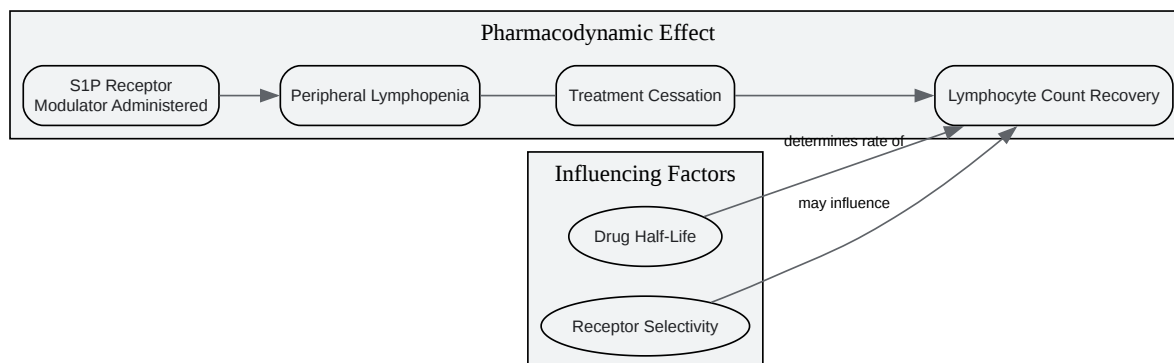 Pharmacodynamic Effect
S1P Receptor
Modulator Administered
Peripheral Lymphopenia
Treatment Cessation
Lymphocyte Count Recovery
determines rate of
Influencing Factors
may influence
Drug Half-Life
Receptor Selectivity